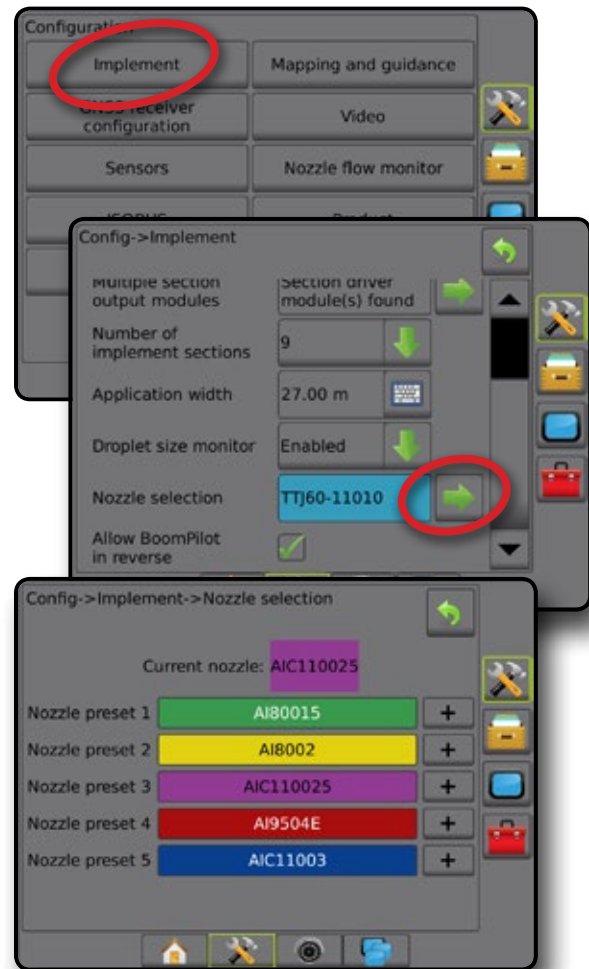 Configuration
Implement
Mapping and guidance
GNSS receiver
configuration
Video
Sensors
Nozzle flow monitor
ISOBUS
Product
Config->Implement
Multiple section
output modules
Section driver
module(s) found
Number of
implement sections
9
Application width
27.00 m
Droplet size monitor
Enabled
Nozzle selection
TTJ60-11010
Allow BoomPilot
in reverse
Config->Implement->Nozzle selection
Current nozzle: AIC110025
Nozzle preset 1 AI80015 +
Nozzle preset 2 AI8002 +
Nozzle preset 3 AIC110025 +
Nozzle preset 4 AI9504E +
Nozzle preset 5 AIC11003 +